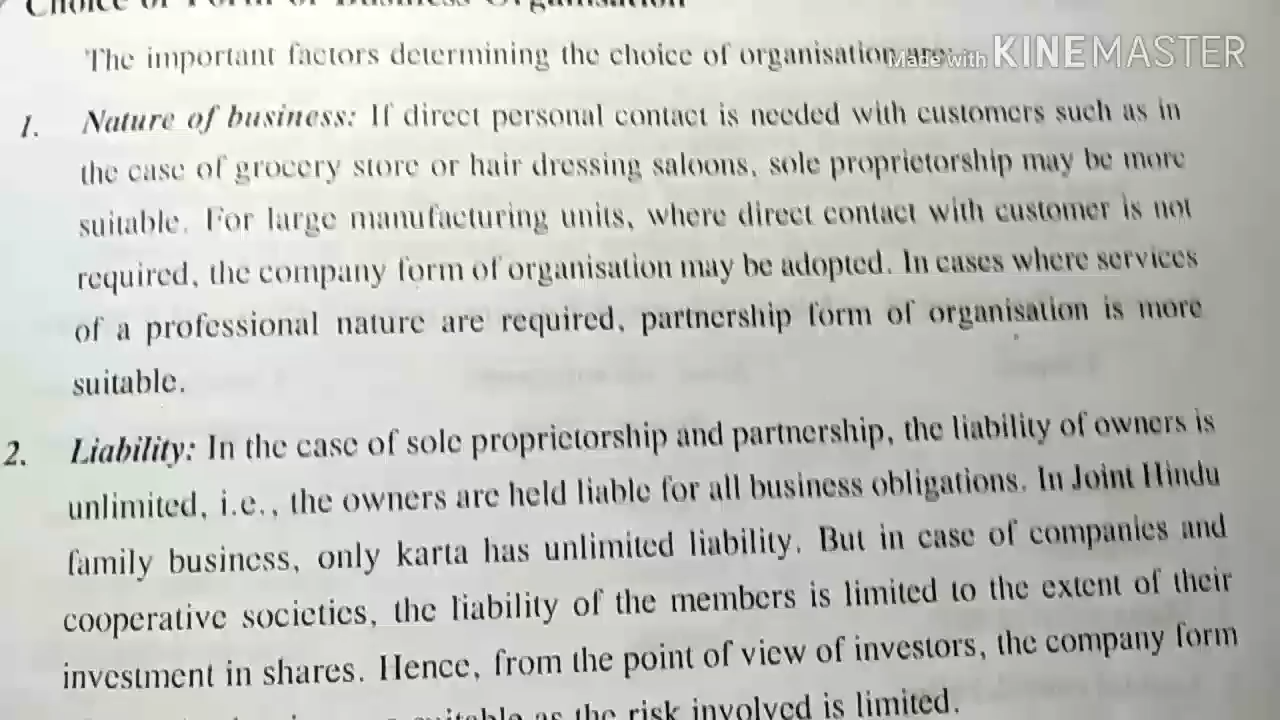 Choice of Form of Business Organisation
The important factors determining the choice of organisation are:
Made with KINEMASTER
1. Nature of business: If direct personal contact is needed with customers such as in
the case of grocery store or hair dressing saloons, sole proprietorship may be more
suitable. For large manufacturing units, where direct contact with customer is not
required, the company form of organisation may be adopted. In cases where services
of a professional nature are required, partnership form of organisation is more
suitable.
2. Liability: In the case of sole proprietorship and partnership, the liability of owners is
unlimited, i.e., the owners are held liable for all business obligations. In Joint Hindu
family business, only karta has unlimited liability. But in case of companies and
cooperative societies, the liability of the members is limited to the extent of their
investment in shares. Hence, from the point of view of investors, the company form
as the risk involved is limited.